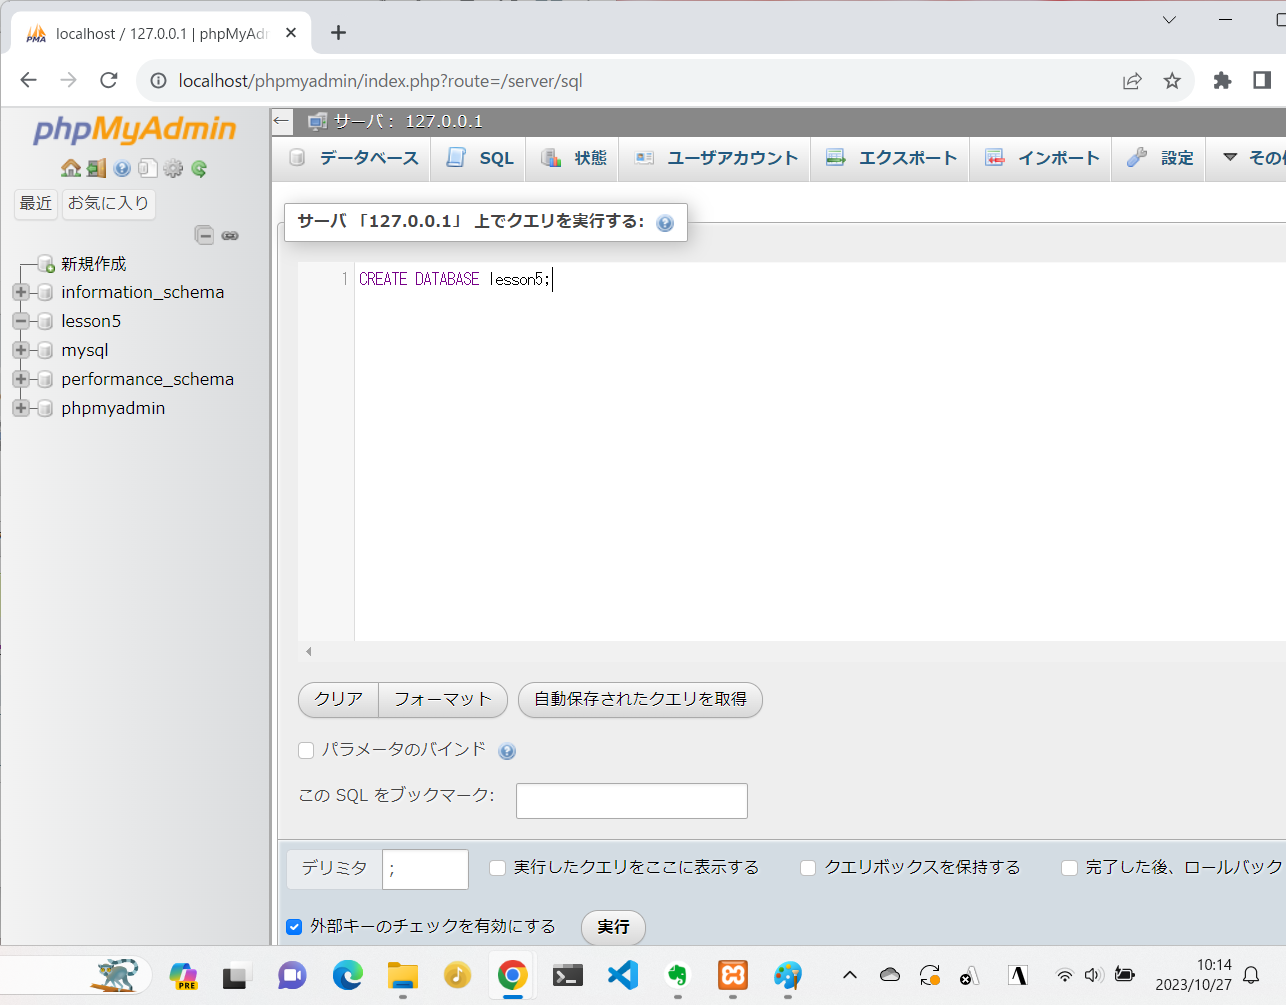 localhost / 127.0.0.1 | phpMyAdn
localhost/phpmyadmin/index.php?route=/server/sql
phpMyAdmin
最近 お気に入り
新規作成
information_schema
lesson5
mysql
performance_schema
phpmyadmin
サーバ： 127.0.0.1
データベース SQL 状態 ユーザアカウント エクスポート インポート 設定 その
サーバ 「127.0.0.1」 上でクエリを実行する:
1 CREATE DATABASE lesson5;
クリア フォーマット 自動保存されたクエリを取得
パラメータのバインド
この SQL をブックマーク:
デリミタ ; 実行したクエリをここに表示する クエリボックスを保持する 完了した後、ロールバック
外部キーのチェックを有効にする 実行
PRE
A
10:14
2023/10/27